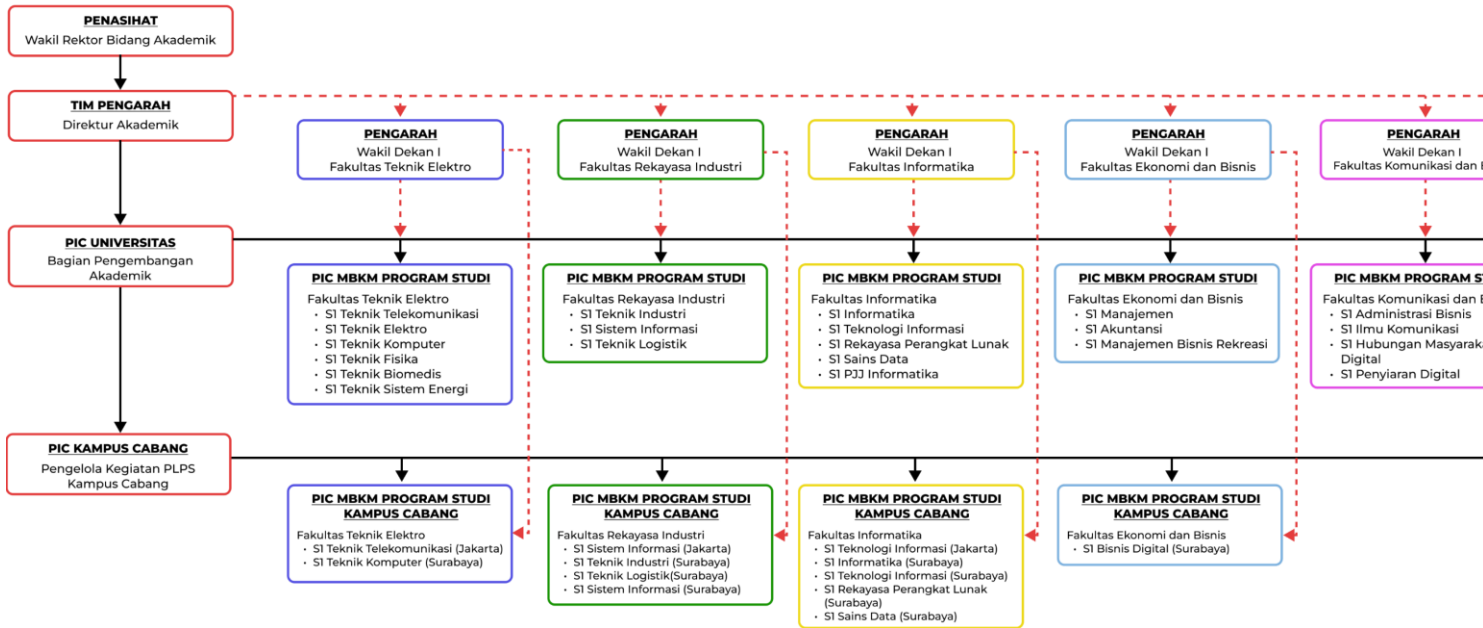 PENASIHAT
Wakil Rektor Bidang Akademik
TIM PENGARAH
Direktur Akademik
PENGARAH
Wakil Dekan I
Fakultas Teknik Elektro
PENGARAH
Wakil Dekan I
Fakultas Rekayasa Industri
PENGARAH
Wakil Dekan I
Fakultas Informatika
PENGARAH
Wakil Dekan I
Fakultas Ekonomi dan Bisnis
PENGARAH
Wakil Dekan I
Fakultas Komunikasi dan
PIC UNIVERSITAS
Bagian Pengembangan
Akademik
PIC MBKM PROGRAM STUDI
Fakultas Teknik Elektro
• S1 Teknik Telekomunikasi
• S1 Teknik Elektro
• S1 Teknik Komputer
• S1 Teknik Fisika
• S1 Teknik Biomedis
• S1 Teknik Sistem Energi
PIC MBKM PROGRAM STUDI
Fakultas Rekayasa Industri
• S1 Teknik Industri
• S1 Sistem Informasi
• S1 Teknik Logistik
PIC MBKM PROGRAM STUDI
Fakultas Informatika
• S1 Informatika
• S1 Teknologi Informasi
• S1 Rekayasa Perangkat Lunak
• S1 Sains Data
• S1 PJJ Informatika
PIC MBKM PROGRAM STUDI
Fakultas Ekonomi dan Bisnis
• S1 Manajemen
• S1 Akuntansi
• S1 Manajemen Bisnis Rekreasi
PIC MBKM PROGRAM
Fakultas Komunikasi dan
• S1 Administrasi Bisnis
• S1 Ilmu Komunikasi
• S1 Hubungan
Digital
• S1 Penyiaran Digital
PIC KAMPUS CABANG
Pengelola Kegiatan PLPS
Kampus Cabang
PIC MBKM PROGRAM STUDI
KAMPUS CABANG
Fakultas Teknik Elektro
• S1 Teknik Telekomunikasi (Jakarta)
• S1 Teknik Komputer (Surabaya)
PIC MBKM PROGRAM STUDI
KAMPUS CABANG
Fakultas Rekayasa Industri
• S1 Sistem Informasi (Jakarta)
• S1 Teknik Industri (Surabaya)
• S1 Teknik Logistik(Surabaya)
• S1 Sistem Informasi (Surabaya)
PIC MBKM PROGRAM STUDI
KAMPUS CABANG
Fakultas Informatika
• S1 Teknologi Informasi (Jakarta)
• S1 Informatika (Surabaya)
• S1 Teknologi Informasi (Surabaya)
• S1 Rekayasa Perangkat Lunak
(Surabaya)
• S1 Sains Data (Surabaya)
PIC MBKM PROGRAM STUDI
KAMPUS CABANG
Fakultas Ekonomi dan Bisnis
• S1 Bisnis Digital (Surabaya)